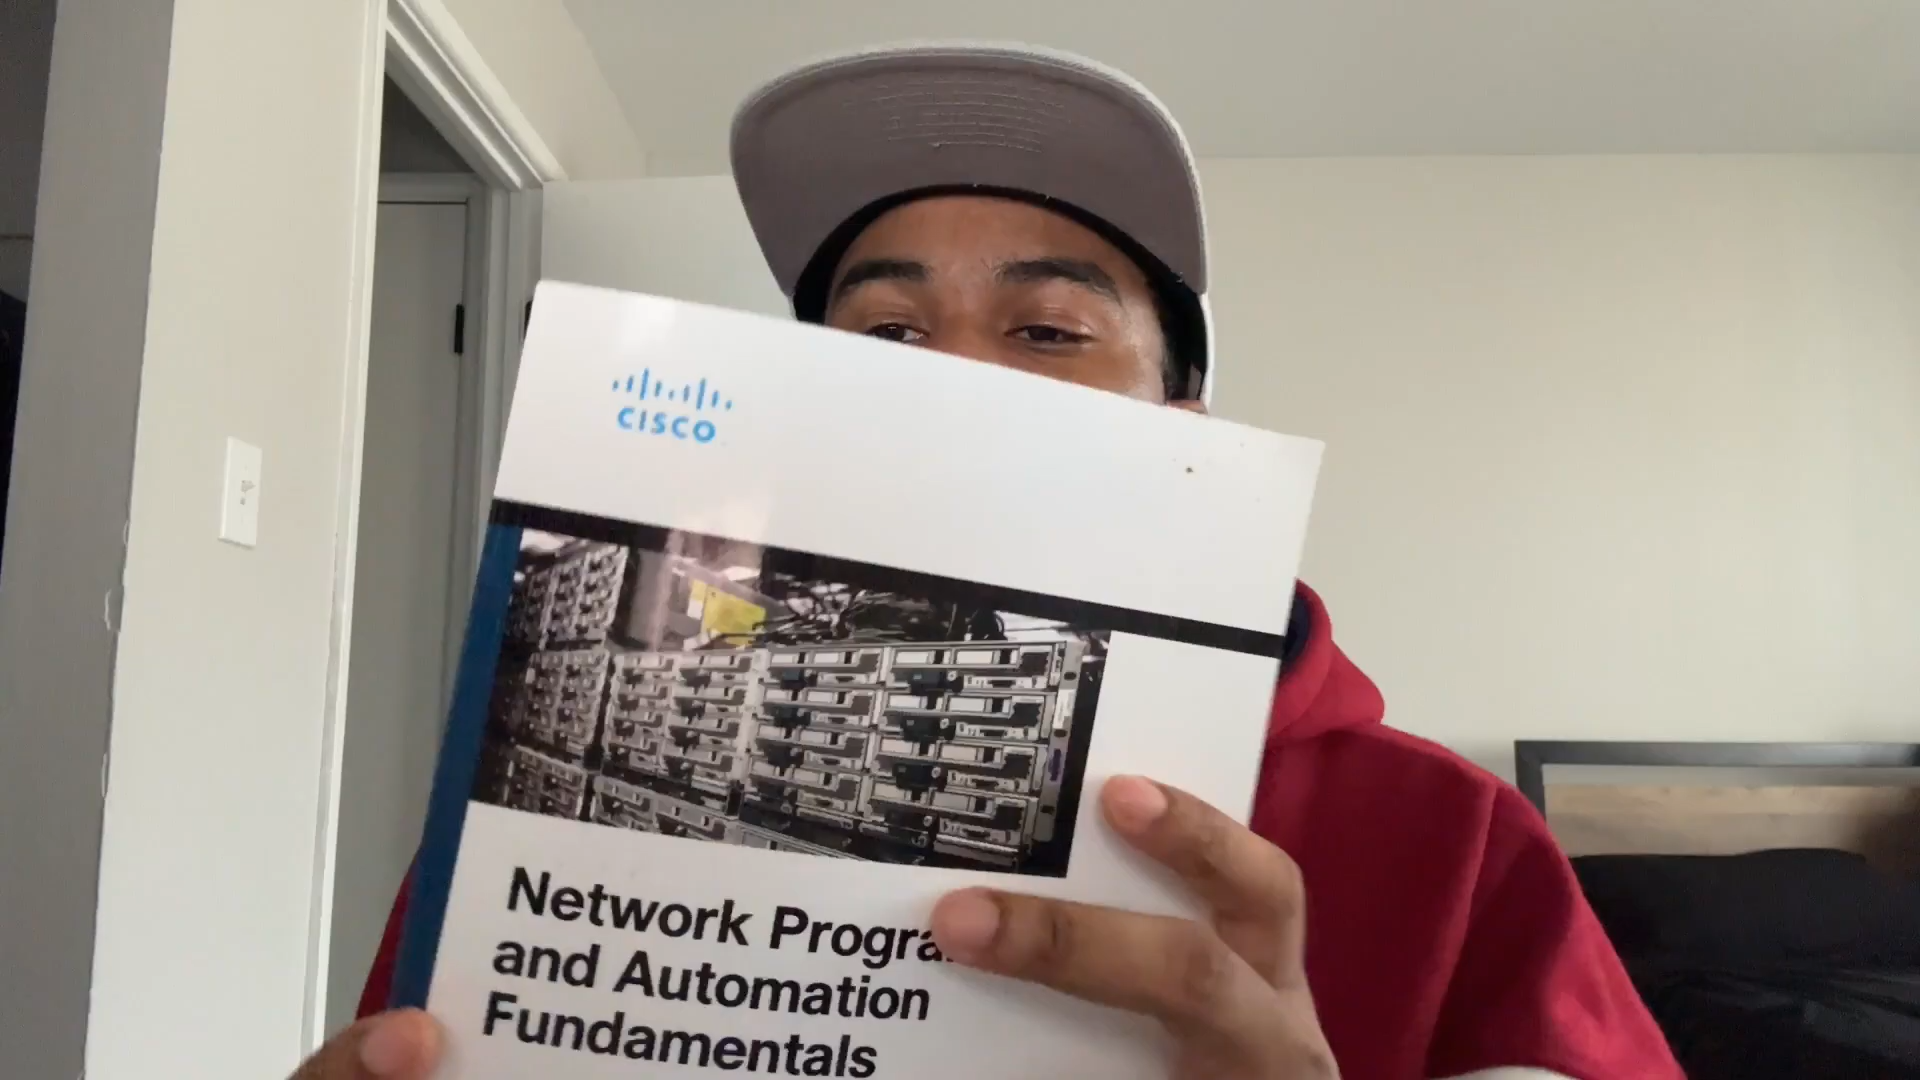 CISCO
Network Progra
and Automation
Fundamentals